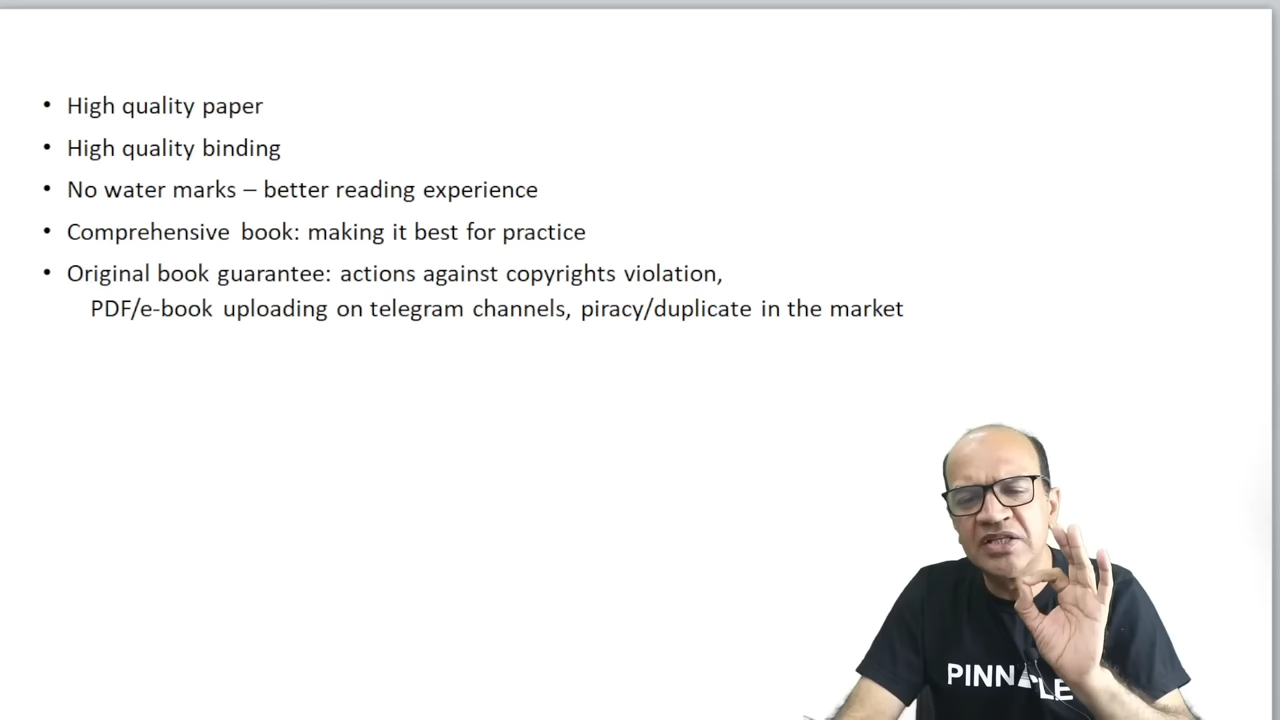 • High quality paper
• High quality binding
• No water marks – better reading experience
• Comprehensive book: making it best for practice
• Original book guarantee: actions against copyrights violation,
PDF/e-book uploading on telegram channels, piracy/duplicate in the market
PINNACLE